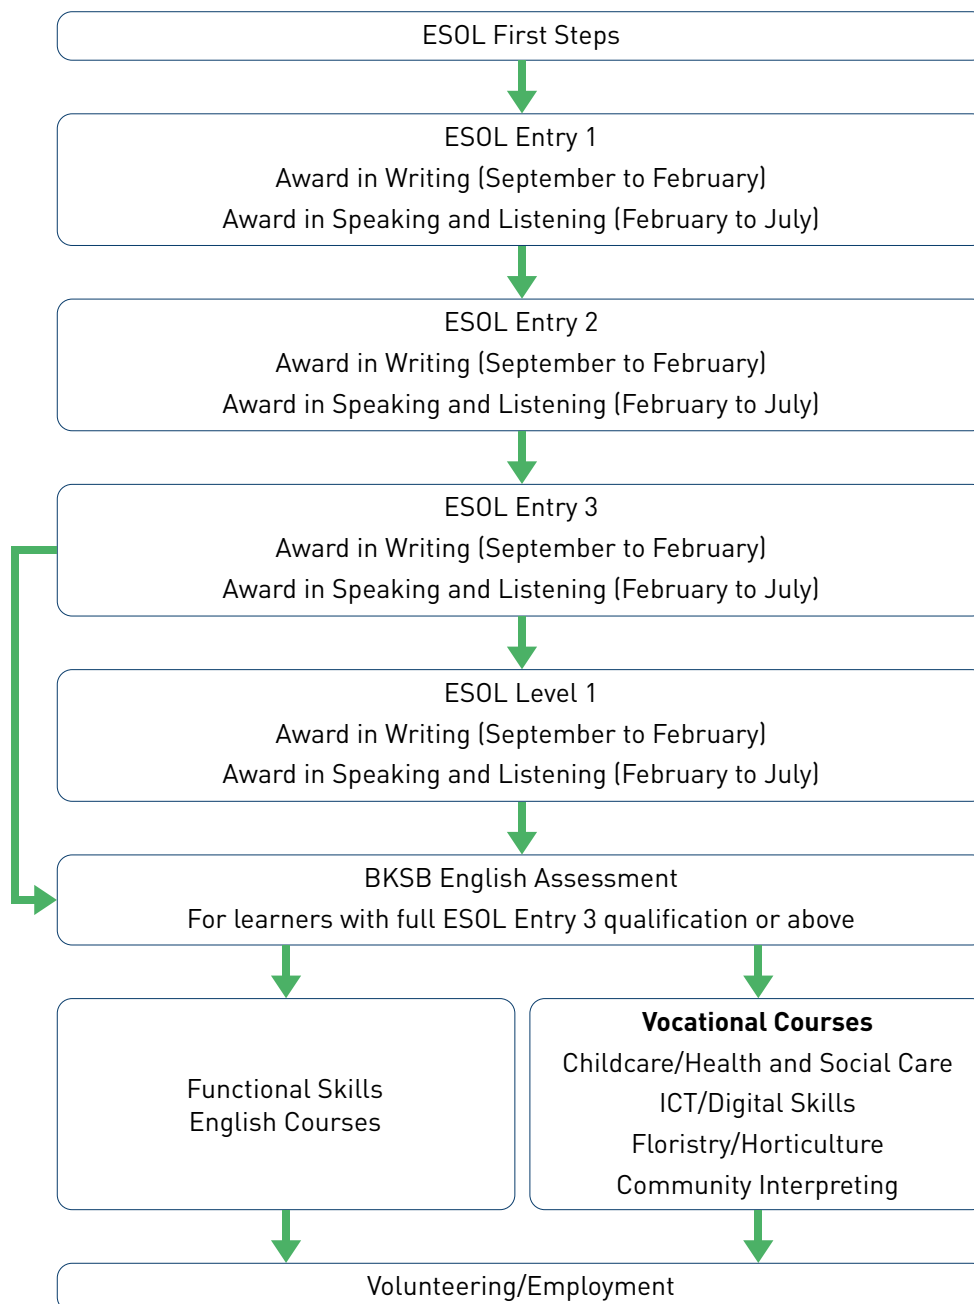 ESOL First Steps
ESOL Entry 1
Award in Writing (September to February)
Award in Speaking and Listening (February to July)
ESOL Entry 2
Award in Writing (September to February)
Award in Speaking and Listening (February to July)
ESOL Entry 3
Award in Writing (September to February)
Award in Speaking and Listening (February to July)
ESOL Level 1
Award in Writing (September to February)
Award in Speaking and Listening (February to July)
BKSB English Assessment
For learners with full ESOL Entry 3 qualification or above
Functional Skills
English Courses
Vocational Courses
Childcare/Health and Social Care
ICT/Digital Skills
Floristry/Horticulture
Community Interpreting
Volunteering/Employment